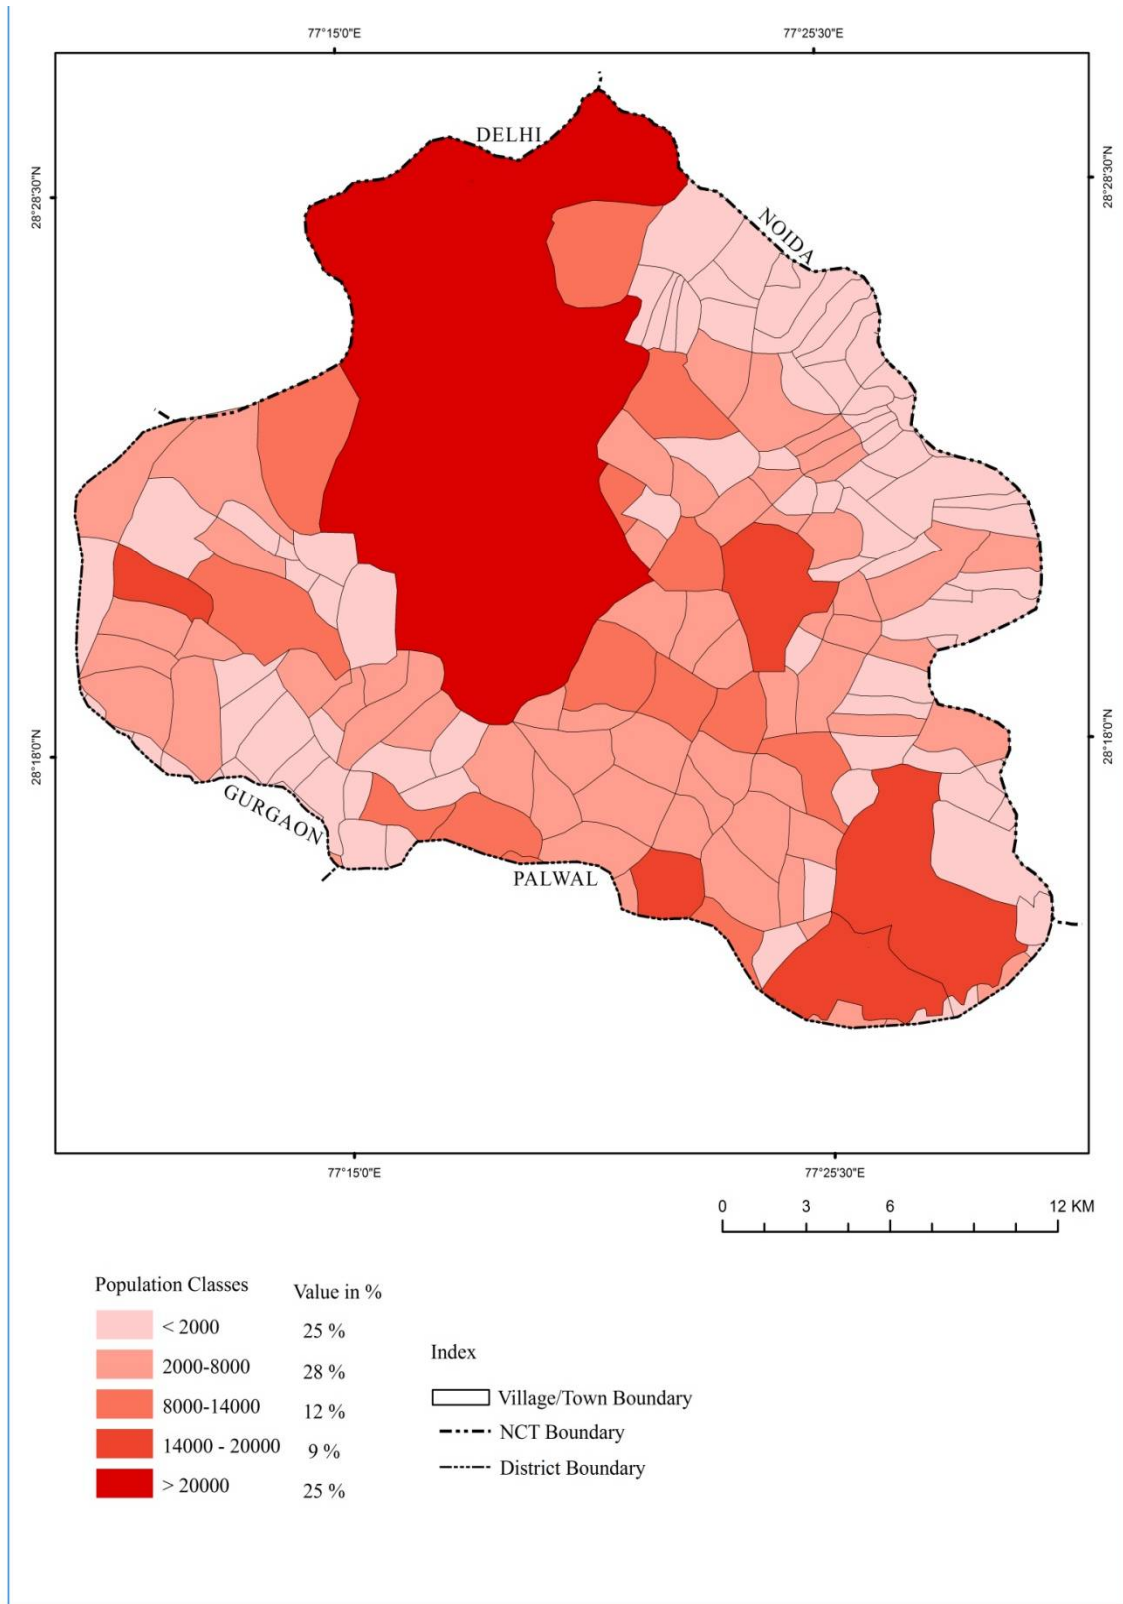 77°15'0"E
77°25'30"E
28°28'30"N
28°28'30"N
DELHI
NOIDA
28°18'0"N
28°18'0"N
GURGAON
PALWAL
77°15'0"E
77°25'30"E
0 3 6 12 KM
Population Classes Value in %
< 2000 25 %
2000-8000 28 %
8000-14000 12 %
14000 - 20000 9 %
> 20000 25 %
Index
Village/Town Boundary
NCT Boundary
District Boundary